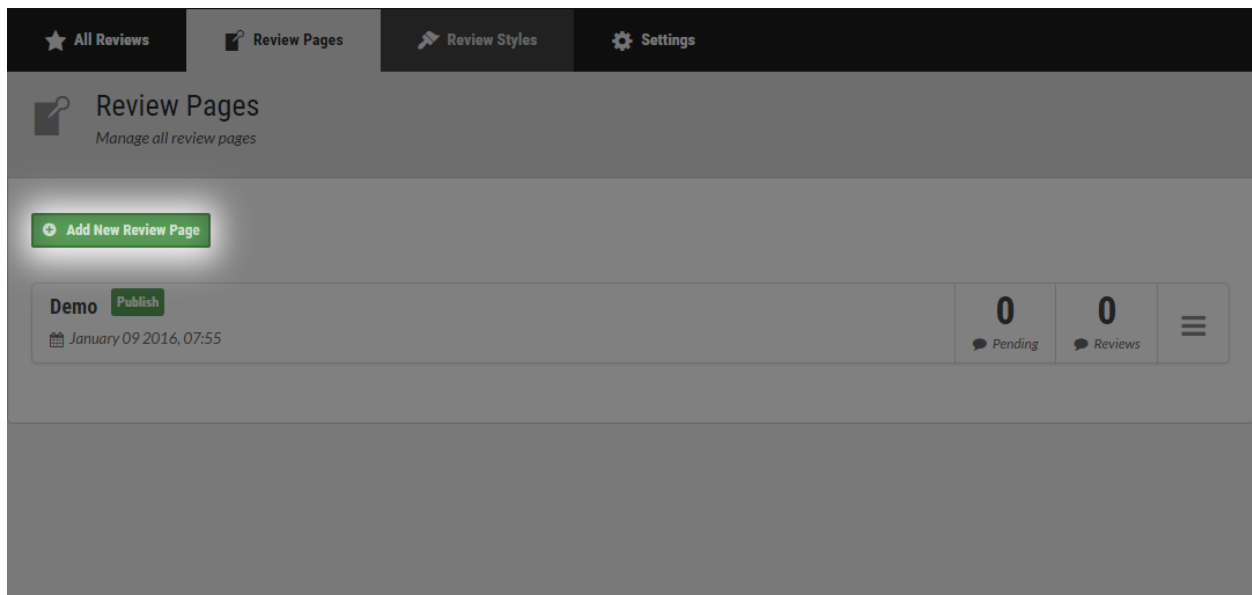 All Reviews Review Pages Review Styles Settings
Review Pages
Manage all review pages
Add New Review Page
Demo Publish
January 09 2016, 07:55
0 0
Pending Reviews